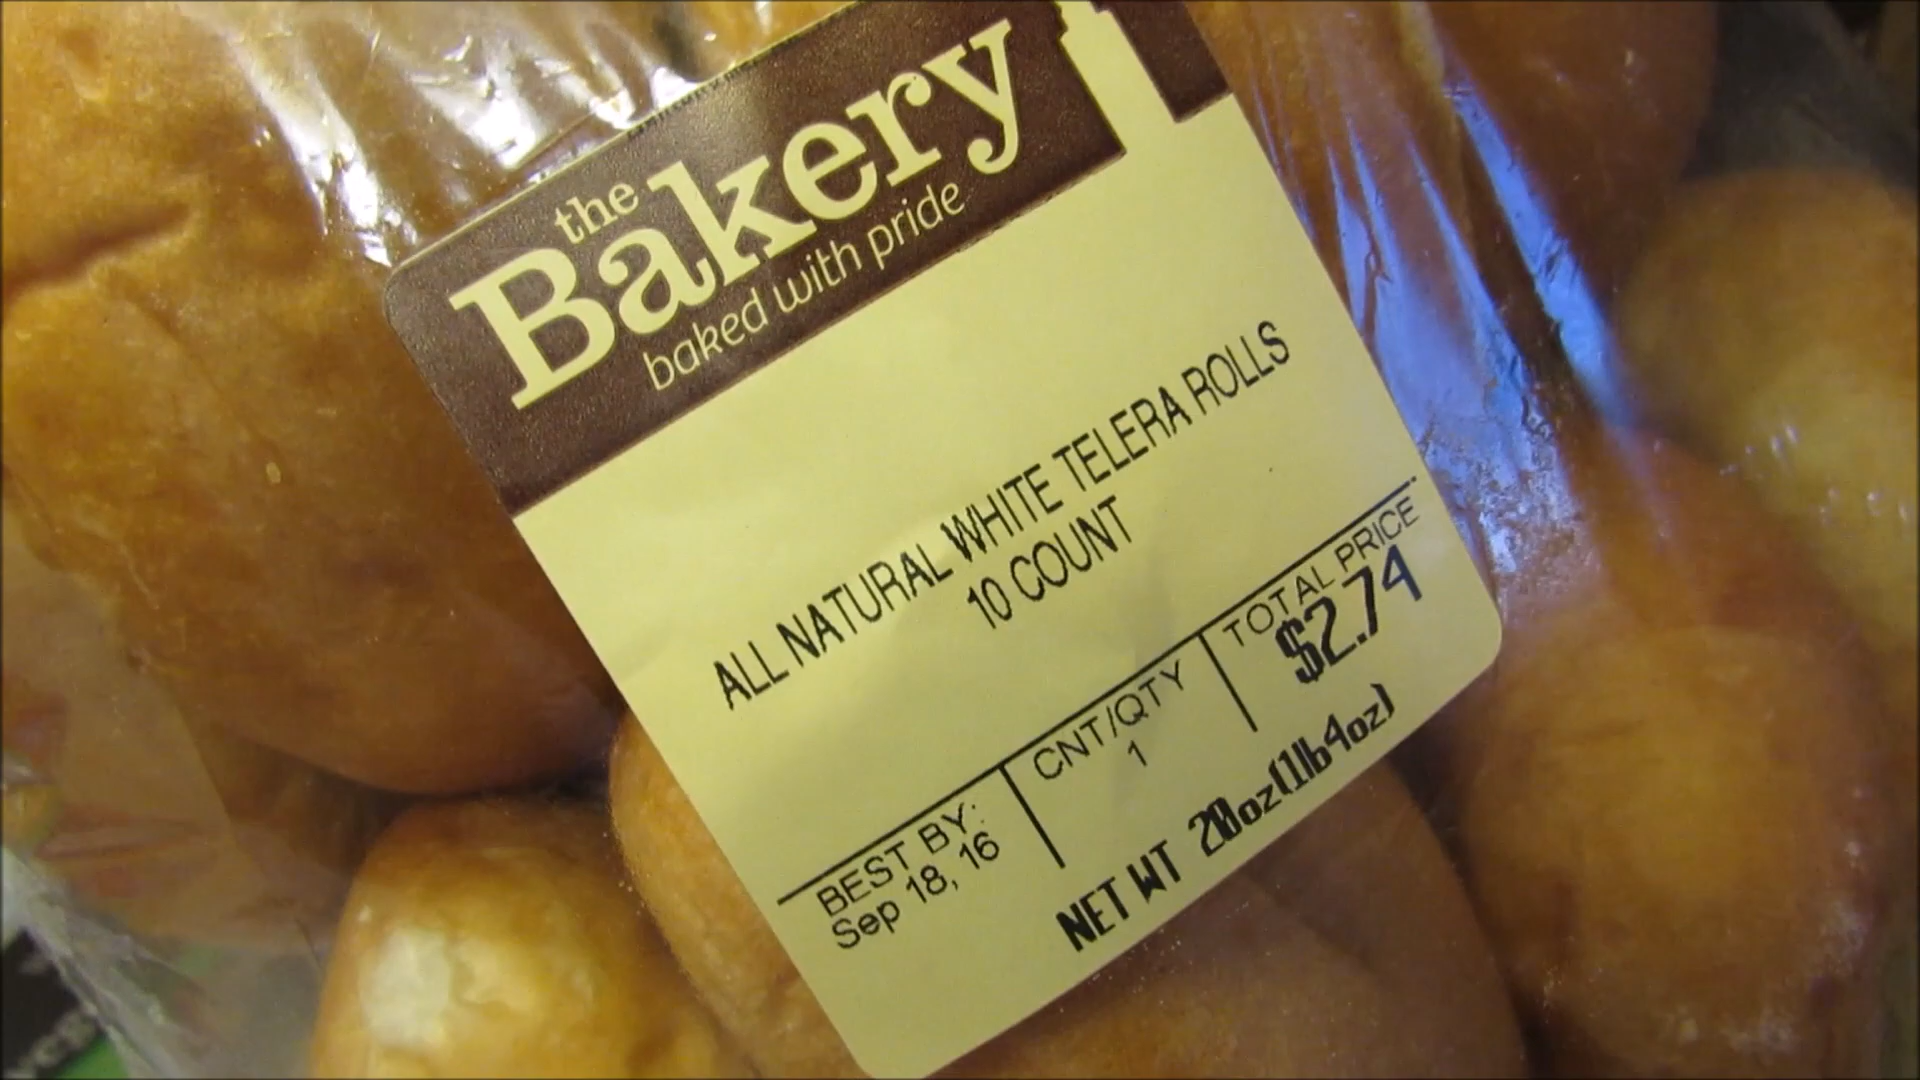 the
Bakery
baked with pride
ALL NATURAL WHITE TELERA ROLLS
10 COUNT
BEST BY:
Sep 18, 16
CNT/QTY
1
TOTAL PRICE
$2.74
NET WT 20oz(1lb4oz)